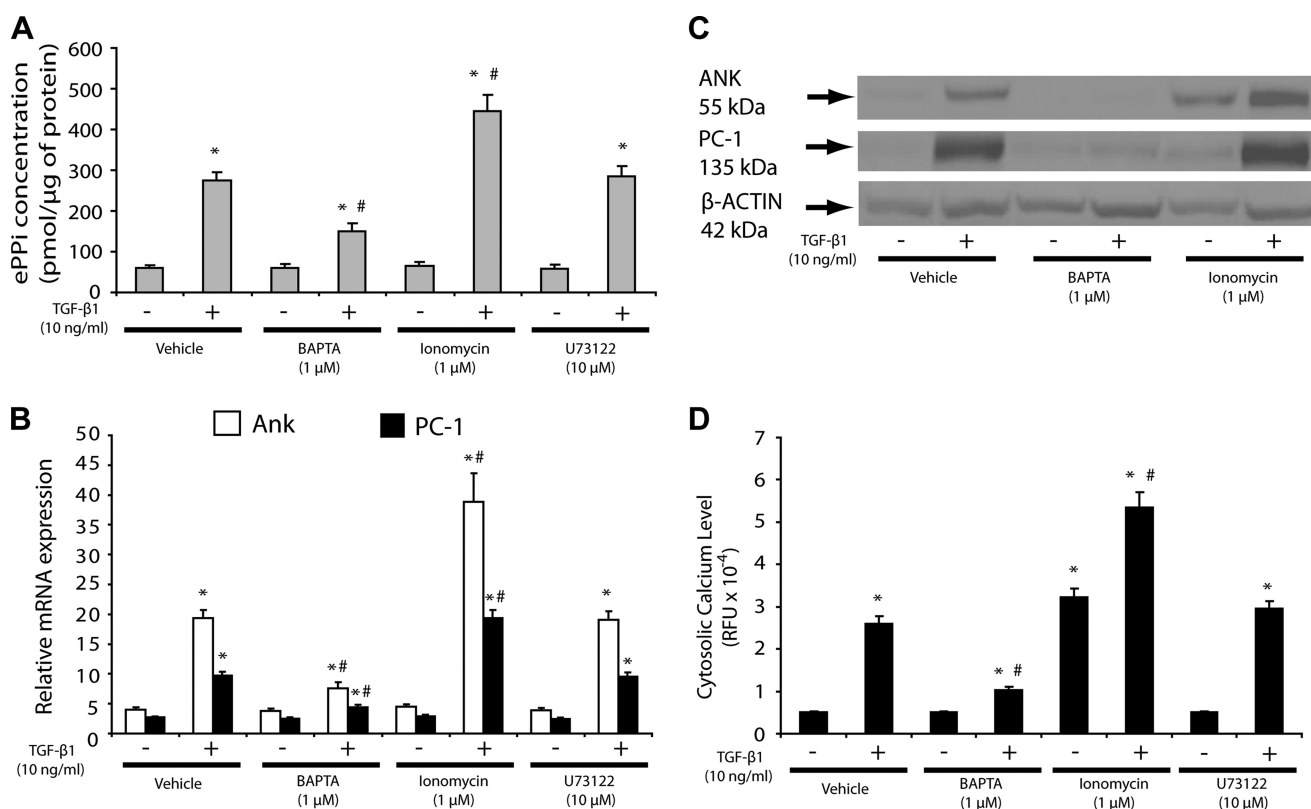 A
600
500
400
300
200
100
0
ePPi concentration
(pmol/μg of protein)
*
* #
* #
*
TGF-β1
(10 ng/ml)
- + - + - + - +
Vehicle BAPTA Ionomycin U73122
(1 μM) (1 μM) (10 μM)
C
ANK
55 kDa
PC-1
135 kDa
β-ACTIN
42 kDa
TGF-β1
(10 ng/ml)
- + - + - +
Vehicle BAPTA Ionomycin
(1 μM) (1 μM)
B
Ank PC-1
50
45
40
35
30
25
20
15
10
5
0
Relative mRNA expression
*
*
*#
*#
*#
*#
*
*
TGF-β1
(10 ng/ml)
- + - + - + - +
Vehicle BAPTA Ionomycin U73122
(1 μM) (1 μM) (10 μM)
D
7
6
5
4
3
2
1
0
Cytosolic Calcium Level
(RFU x 10-4)
*
* #
*
* #
*
TGF-β1
(10 ng/ml)
- + - + - + - +
Vehicle BAPTA Ionomycin U73122
(1 μM) (1 μM) (10 μM)